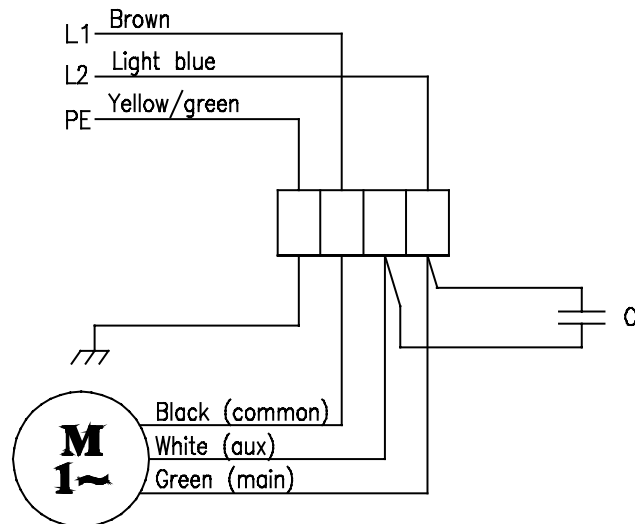 L1 Brown
L2 Light blue
PE Yellow/green
C
Black (common)
M
1~
White (aux)
Green (main)